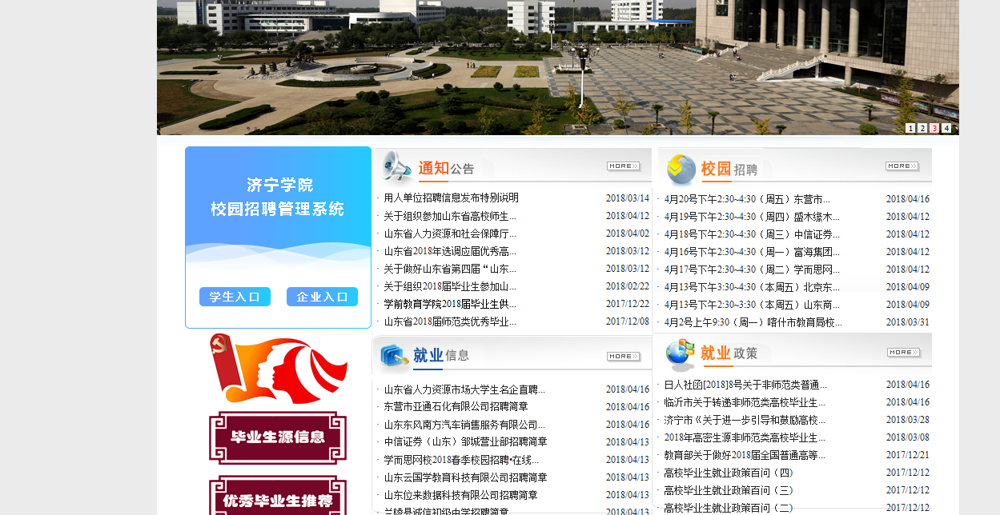 1 2 3 4
济宁学院
校园招聘管理系统
学生入口 企业入口
毕业生源信息
优秀毕业生推荐
通知公告 MORE
· 用人单位招聘信息发布特别说明 2018/03/14
· 关于组织参加山东省高校师生... 2018/04/12
· 山东省人力资源和社会保障厅... 2018/04/02
· 山东省2018年选调应届优秀高... 2018/03/12
· 关于做好山东省第四届“山东... 2018/03/12
· 关于组织2018届毕业生参加山... 2018/02/22
· 学前教育学院2018届毕业生供... 2017/12/22
· 山东省2018届师范类优秀毕业... 2017/12/08
校园招聘 MORE
· 4月20号下午2:30-4:30（周五）东营市... 2018/04/16
· 4月19号下午2:30-4:30（周四）盛木缘木... 2018/04/12
· 4月18号下午2:30-4:30（周三）中信证券... 2018/04/12
· 4月16号下午2:30-4:30（周一）富海集团... 2018/04/12
· 4月17号下午2:30-4:30（周二）学而思网... 2018/04/12
· 4月13号下午3:30-4:30（本周五）北京东... 2018/04/09
· 4月13号下午2:30~3:30（本周五）山东商... 2018/04/09
· 4月2号上午9:30（周一）喀什市教育局校... 2018/03/31
就业信息 MORE
· 山东省人力资源市场大学生名企直聘... 2018/04/16
· 东营市亚通石化有限公司招聘简章 2018/04/16
· 山东东风南方汽车销售服务有限公司... 2018/04/16
· 中信证券（山东）邹城营业部招聘简章 2018/04/13
· 学而思网校2018春季校园招聘•在线... 2018/04/13
· 山东云国学教育科技有限公司招聘简章 2018/04/13
· 山东位来数据科技有限公司招聘简章 2018/04/13
· 兰陵县诚信初级中学招聘简章 2018/04/13
就业政策 MORE
· 日人社函[2018]8号关于非师范类普通... 2018/04/16
· 临沂市关于转递非师范类高校毕业生... 2018/04/16
· 济宁市《关于进一步引导和鼓励高校... 2018/03/28
· 2018年高密生源非师范类高校毕业生... 2018/03/08
· 教育部关于做好2018届全国普通高等... 2017/12/21
· 高校毕业生就业政策百问（四） 2017/12/12
· 高校毕业生就业政策百问（三） 2017/12/12
· 高校毕业生就业政策百问（二） 2017/12/12